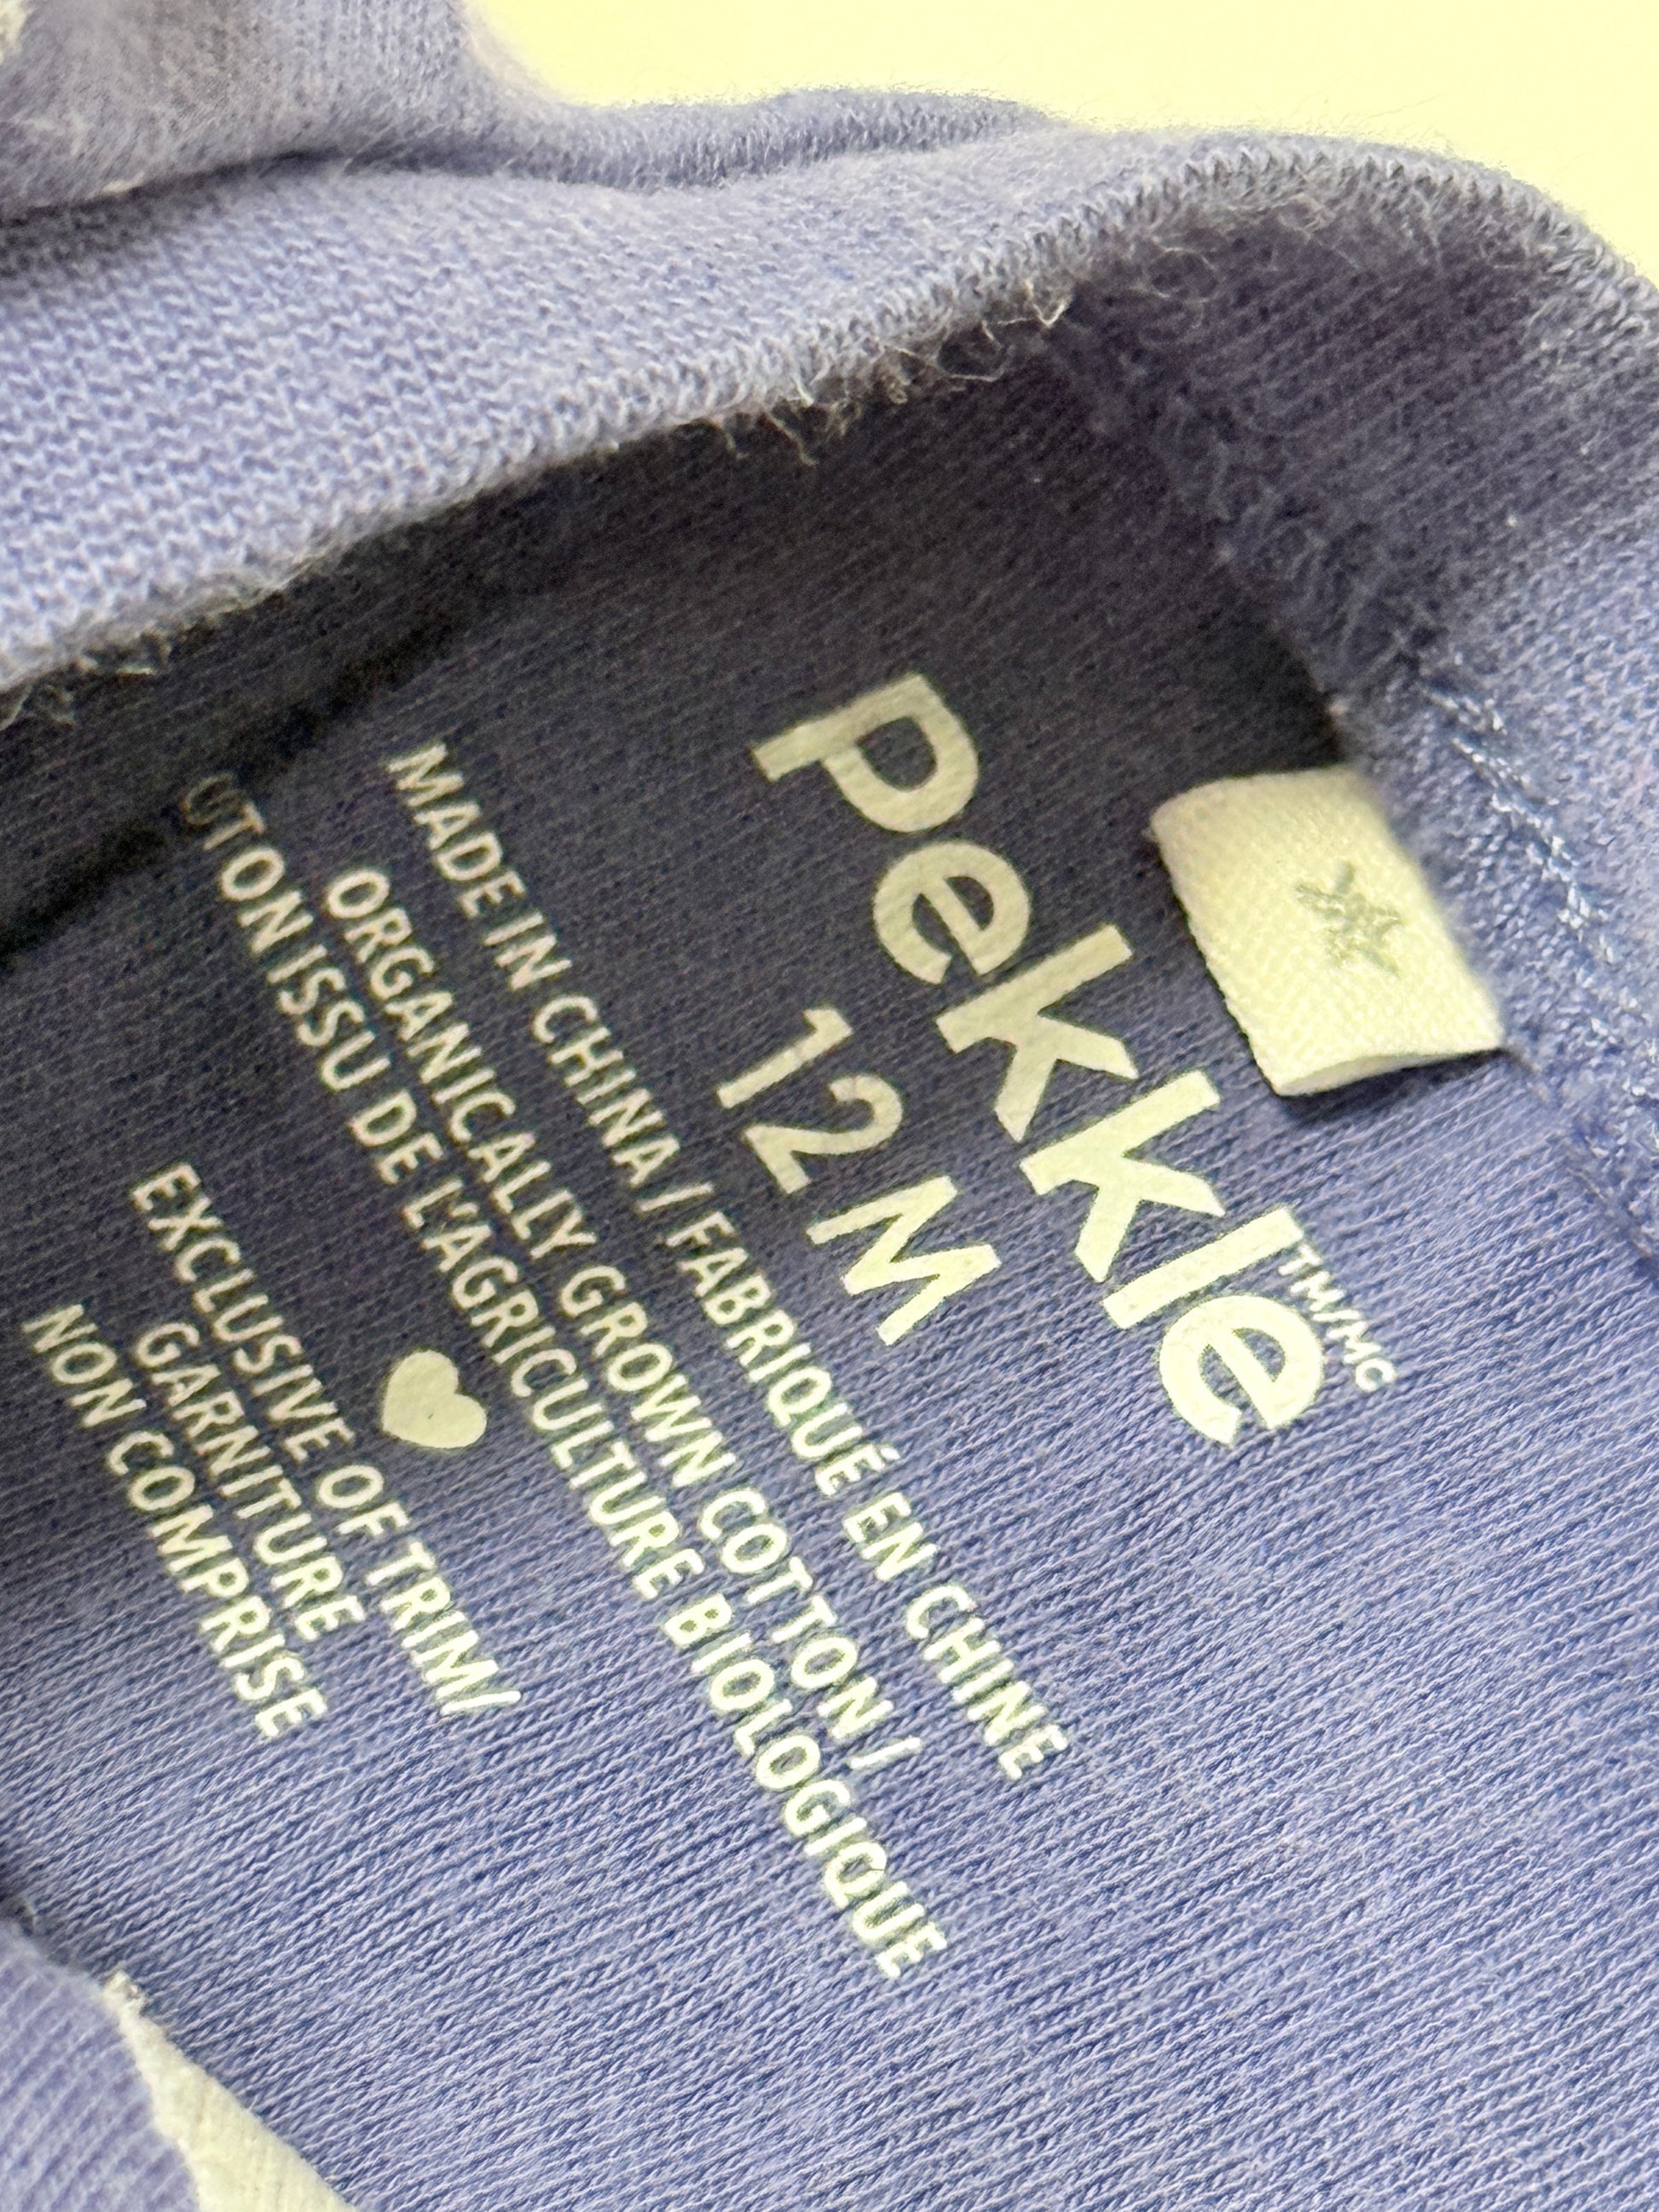 Pekkle TM/MC
12 M
MADE IN CHINA / FABRIQUÉ EN CHINE
ORGANICALLY GROWN COTTON /
ISSU DE L'AGRICULTURE BIOLOGIQUE
EXCLUSIVE OF TRIM/
GARNITURE
NON COMPRISE